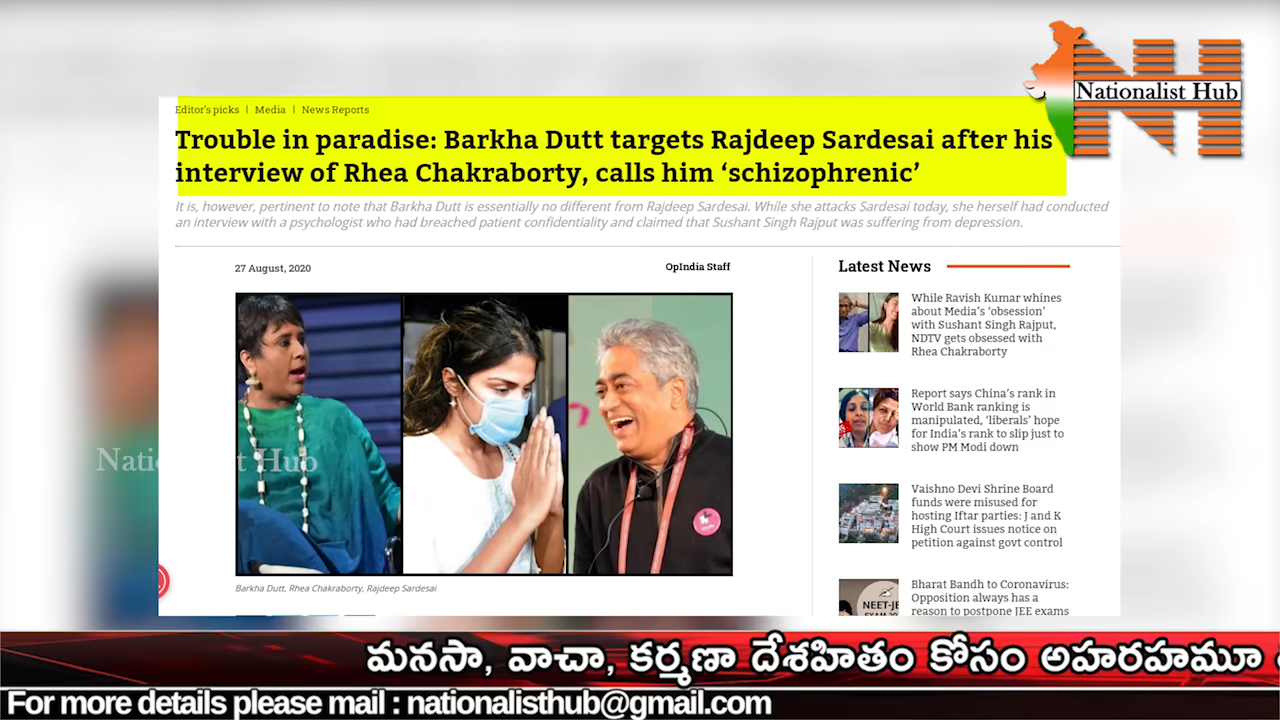 Nationalist Hub
Editor's picks | Media | News Reports
Trouble in paradise: Barkha Dutt targets Rajdeep Sardesai after his
interview of Rhea Chakraborty, calls him ‘schizophrenic’
It is, however, pertinent to note that Barkha Dutt is essentially no different from Rajdeep Sardesai. While she attacks Sardesai today, she herself had conducted
an interview with a psychologist who had breached patient confidentiality and claimed that Sushant Singh Rajput was suffering from depression.
27 August, 2020
OpIndia Staff
Barkha Dutt, Rhea Chakraborty, Rajdeep Sardesai
Latest News
While Ravish Kumar whines
about Media’s ‘obsession’
with Sushant Singh Rajput,
NDTV gets obsessed with
Rhea Chakraborty
Report says China’s rank in
World Bank ranking is
manipulated, ‘liberals’ hope
for India’s rank to slip just to
show PM Modi down
Vaishno Devi Shrine Board
funds were misused for
hosting Iftar parties: J and K
High Court issues notice on
petition against govt control
Bharat Bandh to Coronavirus:
Opposition always has a
reason to postpone JEE exams
NEET-JE
మనసా, వాచా, కర్మణా దేశహితం కోసం అహరహమూ
For more details please mail : nationalisthub@gmail.com